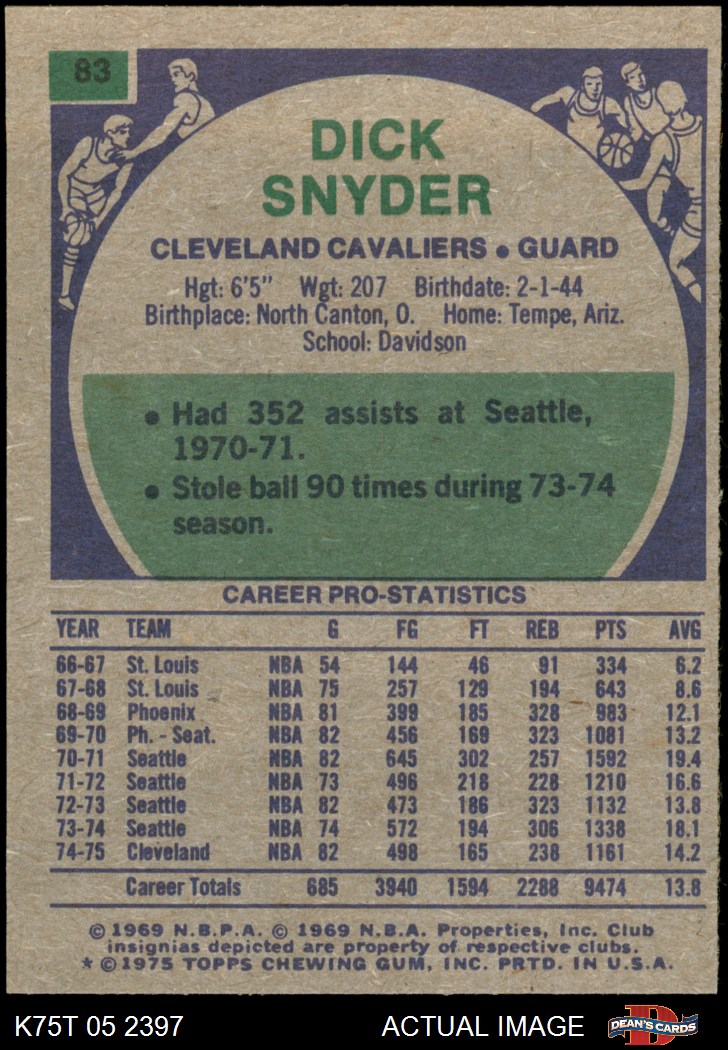 83
DICK
SNYDER
CLEVELAND CAVALIERS • GUARD
Hgt: 6'5" Wgt: 207 Birthdate: 2-1-44
Birthplace: North Canton, O. Home: Tempe, Ariz.
School: Davidson
• Had 352 assists at Seattle,
1970-71.
• Stole ball 90 times during 73-74
season.
CAREER PRO-STATISTICS
YEAR TEAM G FG FT REB PTS AVG
66-67 St. Louis NBA 54 144 46 91 334 6.2
67-68 St. Louis NBA 75 257 129 194 643 8.6
68-69 Phoenix NBA 81 399 185 328 983 12.1
69-70 Ph. - Seat. NBA 82 456 169 323 1081 13.2
70-71 Seattle NBA 82 645 302 257 1592 19.4
71-72 Seattle NBA 73 496 218 228 1210 16.6
72-73 Seattle NBA 82 473 186 323 1132 13.8
73-74 Seattle NBA 74 572 194 306 1338 18.1
74-75 Cleveland NBA 82 498 165 238 1161 14.2
Career Totals 685 3940 1594 2288 9474 13.8
© 1969 N.B.P.A. © 1969 N.B.A. Properties, Inc. Club
insignias depicted are property of respective clubs.
* © 1975 TOPPS CHEWING GUM, INC. PRTD. IN U.S.A.
K75T 05 2397 ACTUAL IMAGE D DEAN'S CARDS